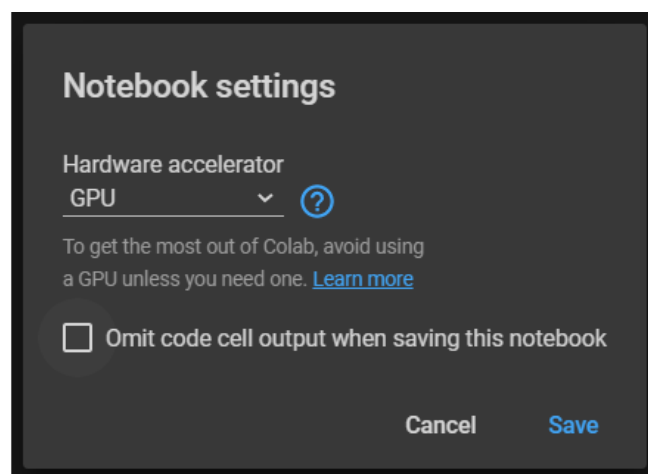 Notebook settings
Hardware accelerator
GPU
?
To get the most out of Colab, avoid using
a GPU unless you need one. Learn more
Omit code cell output when saving this notebook
Cancel Save